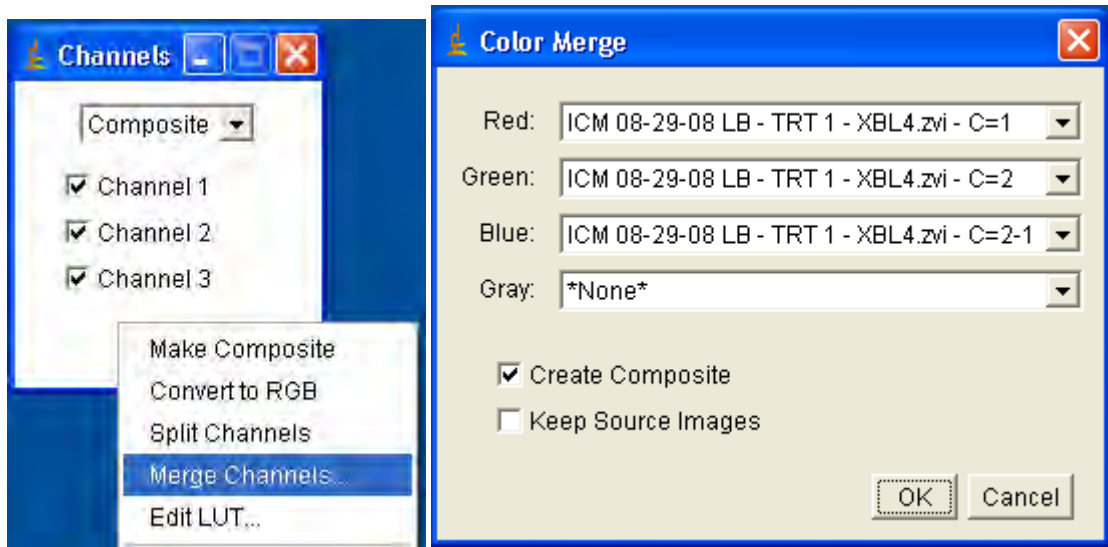 Channels
Composite
Channel 1
Channel 2
Channel 3
Make Composite
Convert to RGB
Split Channels
Merge Channels...
Edit LUT...
Color Merge
Red: ICM 08-29-08 LB - TRT 1 - XBL4.zvi - C=1
Green: ICM 08-29-08 LB - TRT 1 - XBL4.zvi - C=2
Blue: ICM 08-29-08 LB - TRT 1 - XBL4.zvi - C=2-1
Gray: *None*
Create Composite
Keep Source Images
OK Cancel